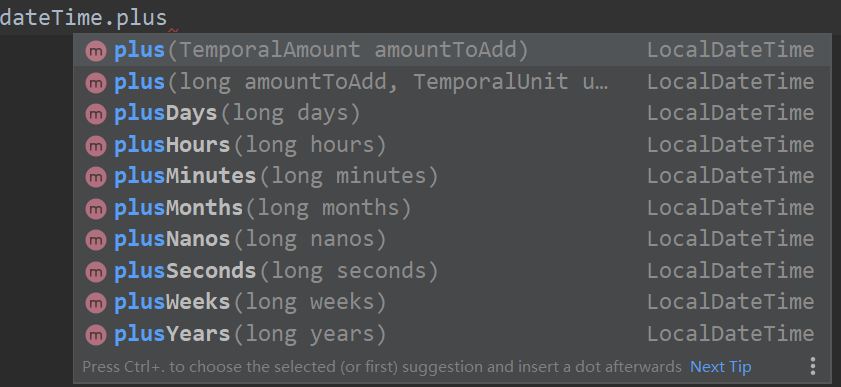 dateTime.plus
m plus(TemporalAmount amountToAdd) LocalDateTime
m plus(long amountToAdd, TemporalUnit u… LocalDateTime
m plusDays(long days) LocalDateTime
m plusHours(long hours) LocalDateTime
m plusMinutes(long minutes) LocalDateTime
m plusMonths(long months) LocalDateTime
m plusNanos(long nanos) LocalDateTime
m plusSeconds(long seconds) LocalDateTime
m plusWeeks(long weeks) LocalDateTime
m plusYears(long years) LocalDateTime
Press Ctrl+. to choose the selected (or first) suggestion and insert a dot afterwards Next Tip